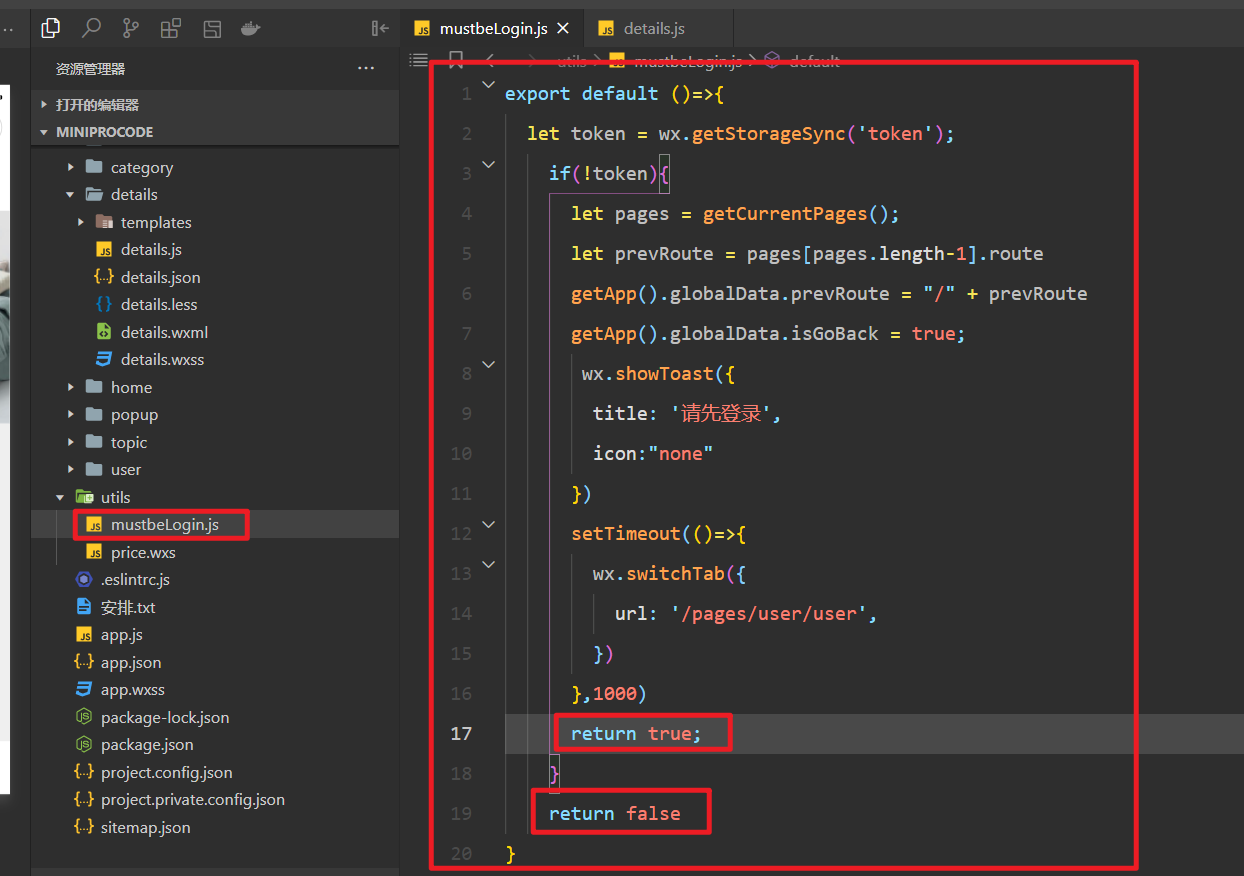 mustbeLogin.js
details.js
资源管理器
utils > mustbeLogin.js > default
打开的编辑器
MINIPROCODE
category
details
templates
details.js
details.json
details.less
details.wxml
details.wxss
home
popup
topic
user
utils
mustbeLogin.js
price.wxs
.eslintrc.js
安排.txt
app.js
app.json
app.wxss
package-lock.json
package.json
project.config.json
project.private.config.json
sitemap.json
1 export default ()=>{
2 let token = wx.getStorageSync('token');
3 if(!token){
4 let pages = getCurrentPages();
5 let prevRoute = pages[pages.length-1].route
6 getApp().globalData.prevRoute = "/" + prevRoute
7 getApp().globalData.isGoBack = true;
8 wx.showToast({
9 title: '请先登录',
10 icon:"none"
11 })
12 setTimeout(()=>{
13 wx.switchTab({
14 url: '/pages/user/user',
15 })
16 },1000)
17 return true;
18 }
19 return false
20 }